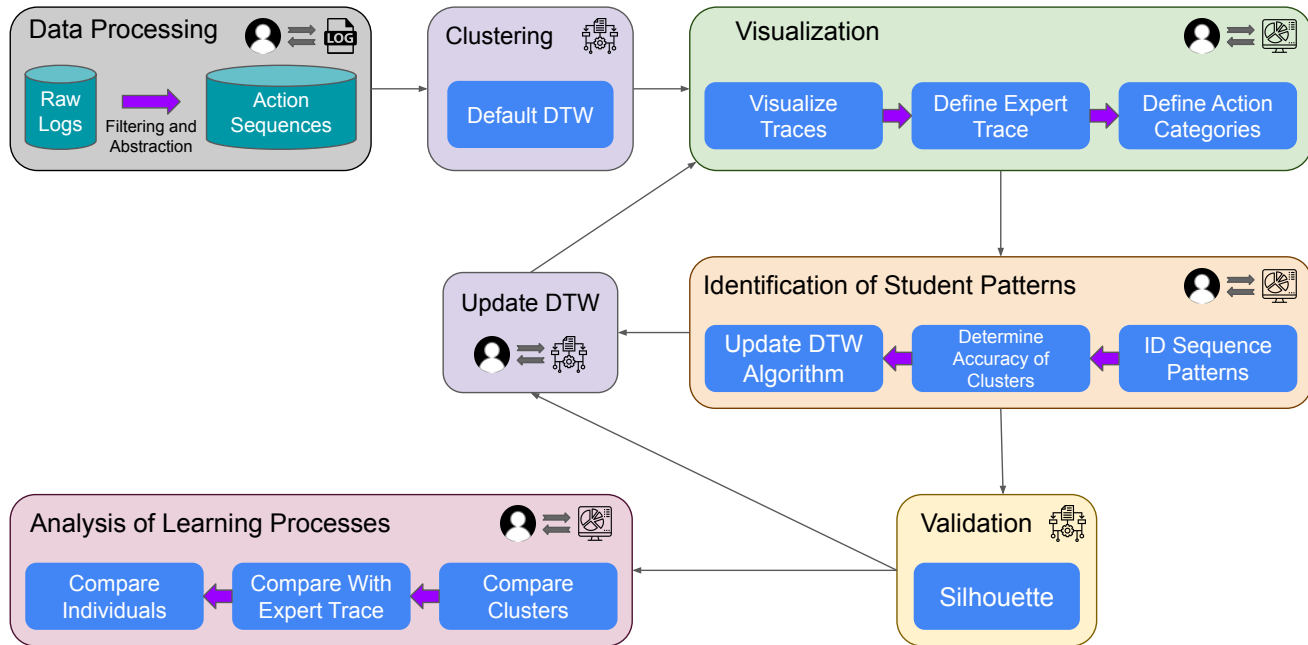 Data Processing
LOG
Raw
Logs
Filtering and
Abstraction
Action
Sequences
Clustering
Default DTW
Visualization
Visualize
Traces
Define Expert
Trace
Define Action
Categories
Update DTW
Identification of Student Patterns
Update DTW
Algorithm
Determine
Accuracy of
Clusters
ID Sequence
Patterns
Analysis of Learning Processes
Compare
Individuals
Compare With
Expert Trace
Compare
Clusters
Validation
Silhouette